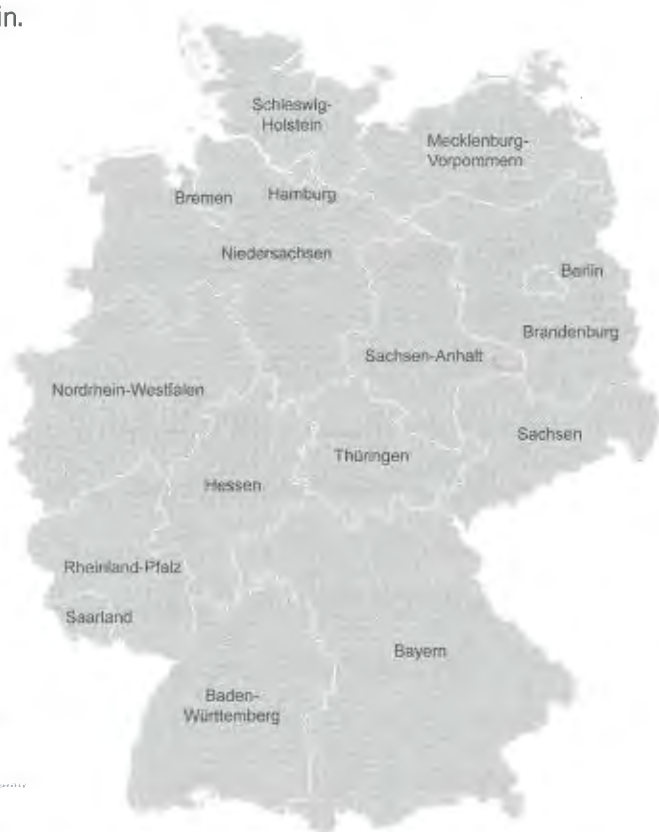 in.
Schleswig-
Holstein
Mecklenburg-
Vorpommern
Bremen
Hamburg
Niedersachsen
Berlin
Brandenburg
Sachsen-Anhalt
Nordrhein-Westfalen
Sachsen
Thüringen
Hessen
Rheinland-Pfalz
Saarland
Bayern
Baden-
Württemberg